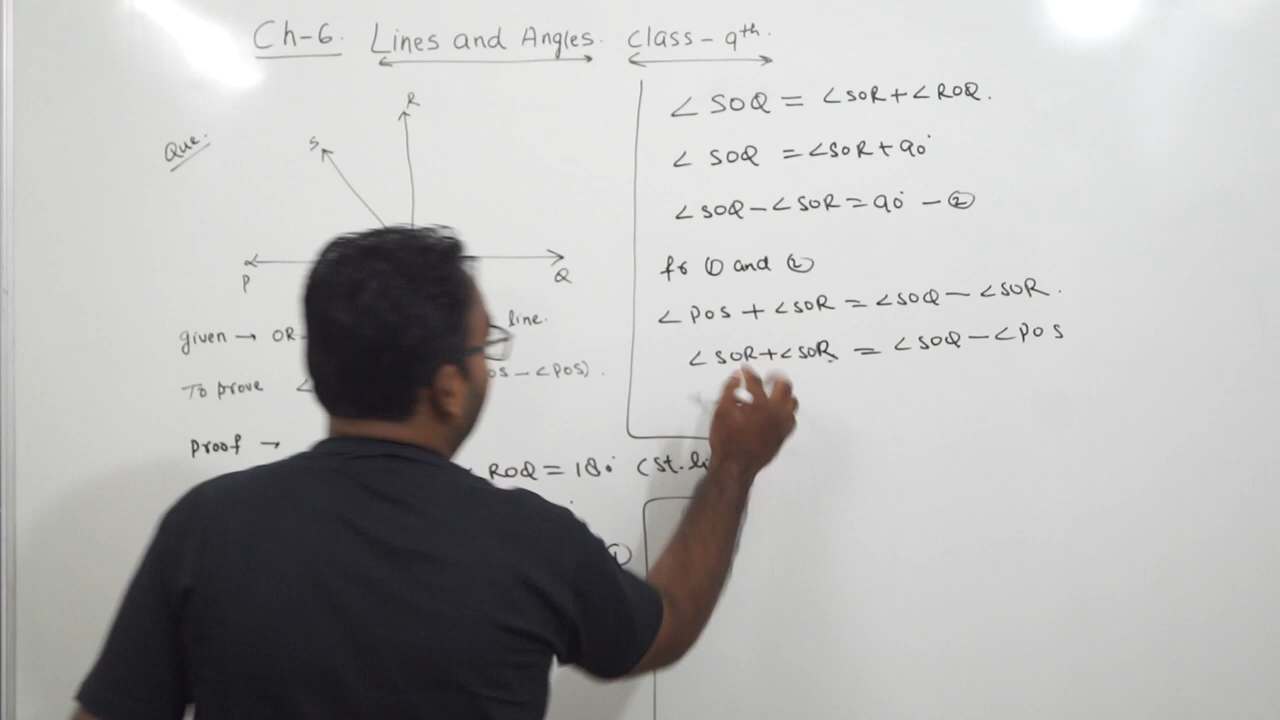 Ch-6. Lines and Angles. Class - 9th.
Que.
R
S
P
Q
given → OR
line.
To prove
OS - ∠POS).
Proof →
ROQ = 180° (St. li
①
∠SOQ = ∠SOR + ∠ROQ.
∠SOQ = ∠SOR + 90°
∠SOQ - ∠SOR = 90° - ②
fr ① and ②
∠POS + ∠SOR = ∠SOQ - ∠SOR.
∠SOR + ∠SOR = ∠SOQ - ∠POS